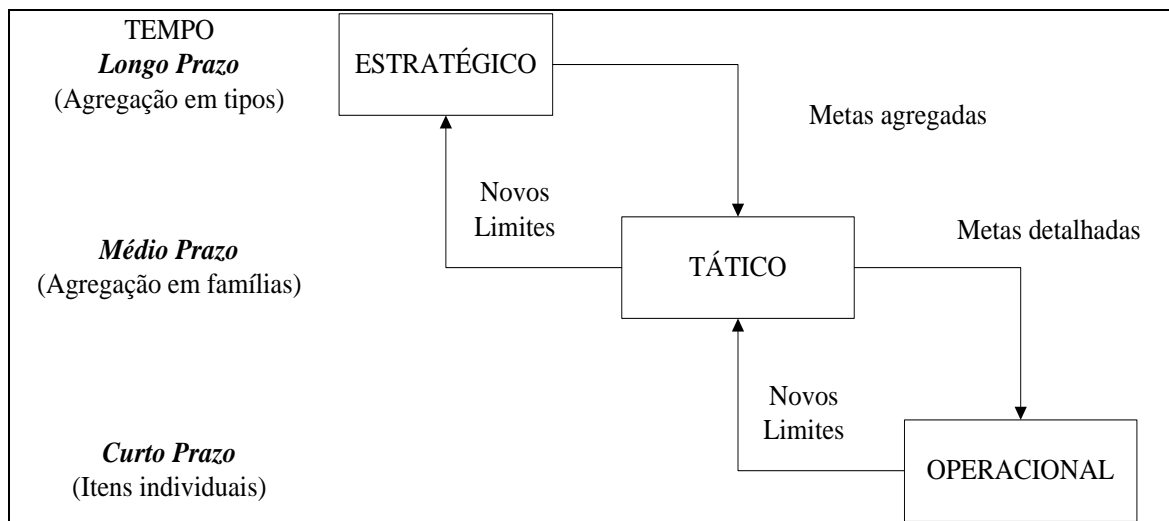 TEMPO
Longo Prazo
(Agregação em tipos)
ESTRATÉGICO
Metas agregadas
Novos
Limites
Médio Prazo
(Agregação em famílias)
TÁTICO
Metas detalhadas
Novos
Limites
Curto Prazo
(Itens individuais)
OPERACIONAL